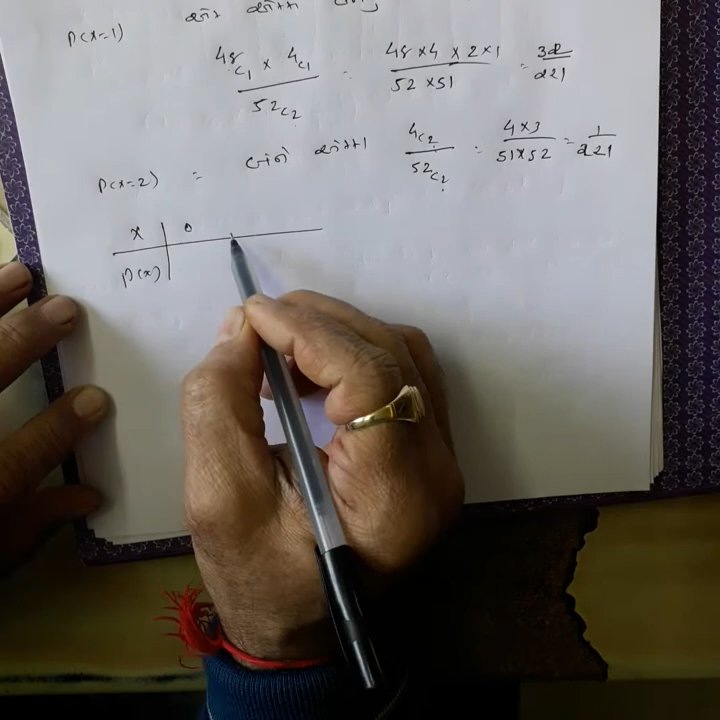 P(x=1)
48C1 × 4C1 / 52C2 = 48×4×2×1 / 52×51 = 32/221
P(x=2) = 4C2 / 52C2 = 4×3 / 51×52 = 1/221
x | 0
P(x) |